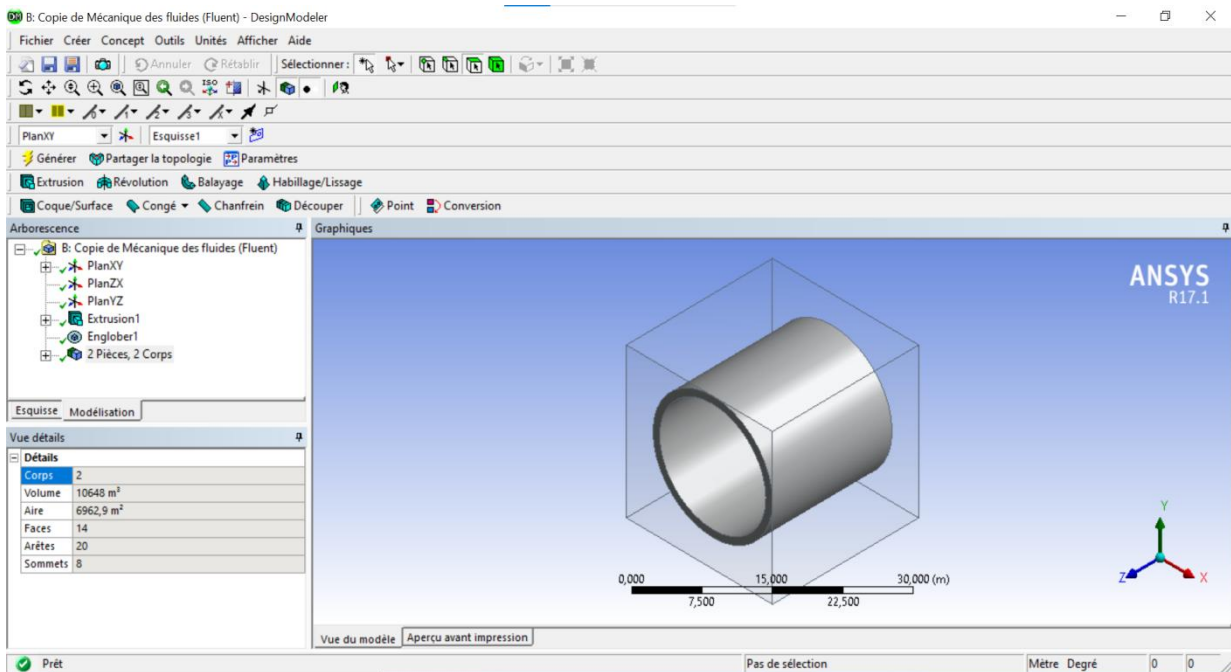 B: Copie de Mécanique des fluides (Fluent) - DesignModeler
Fichier Créer Concept Outils Unités Afficher Aide
Annuler Rétablir Sélectionner :
ISO
PlanXY Esquisse1
Générer Partager la topologie Paramètres
Extrusion Révolution Balayage Habillage/Lissage
Coque/Surface Congé Chanfrein Découper Point Conversion
Arborescence
B: Copie de Mécanique des fluides (Fluent)
PlanXY
PlanZX
PlanYZ
Extrusion1
Englober1
2 Pièces, 2 Corps
Esquisse Modélisation
Vue détails
Détails
Corps 2
Volume 10648 m³
Aire 6962,9 m²
Faces 14
Arêtes 20
Sommets 8
Graphiques
ANSYS
R17.1
Y
Z X
0,000 15,000 30,000 (m)
7,500 22,500
Vue du modèle Aperçu avant impression
Prêt Pas de sélection Mètre Degré 0 0